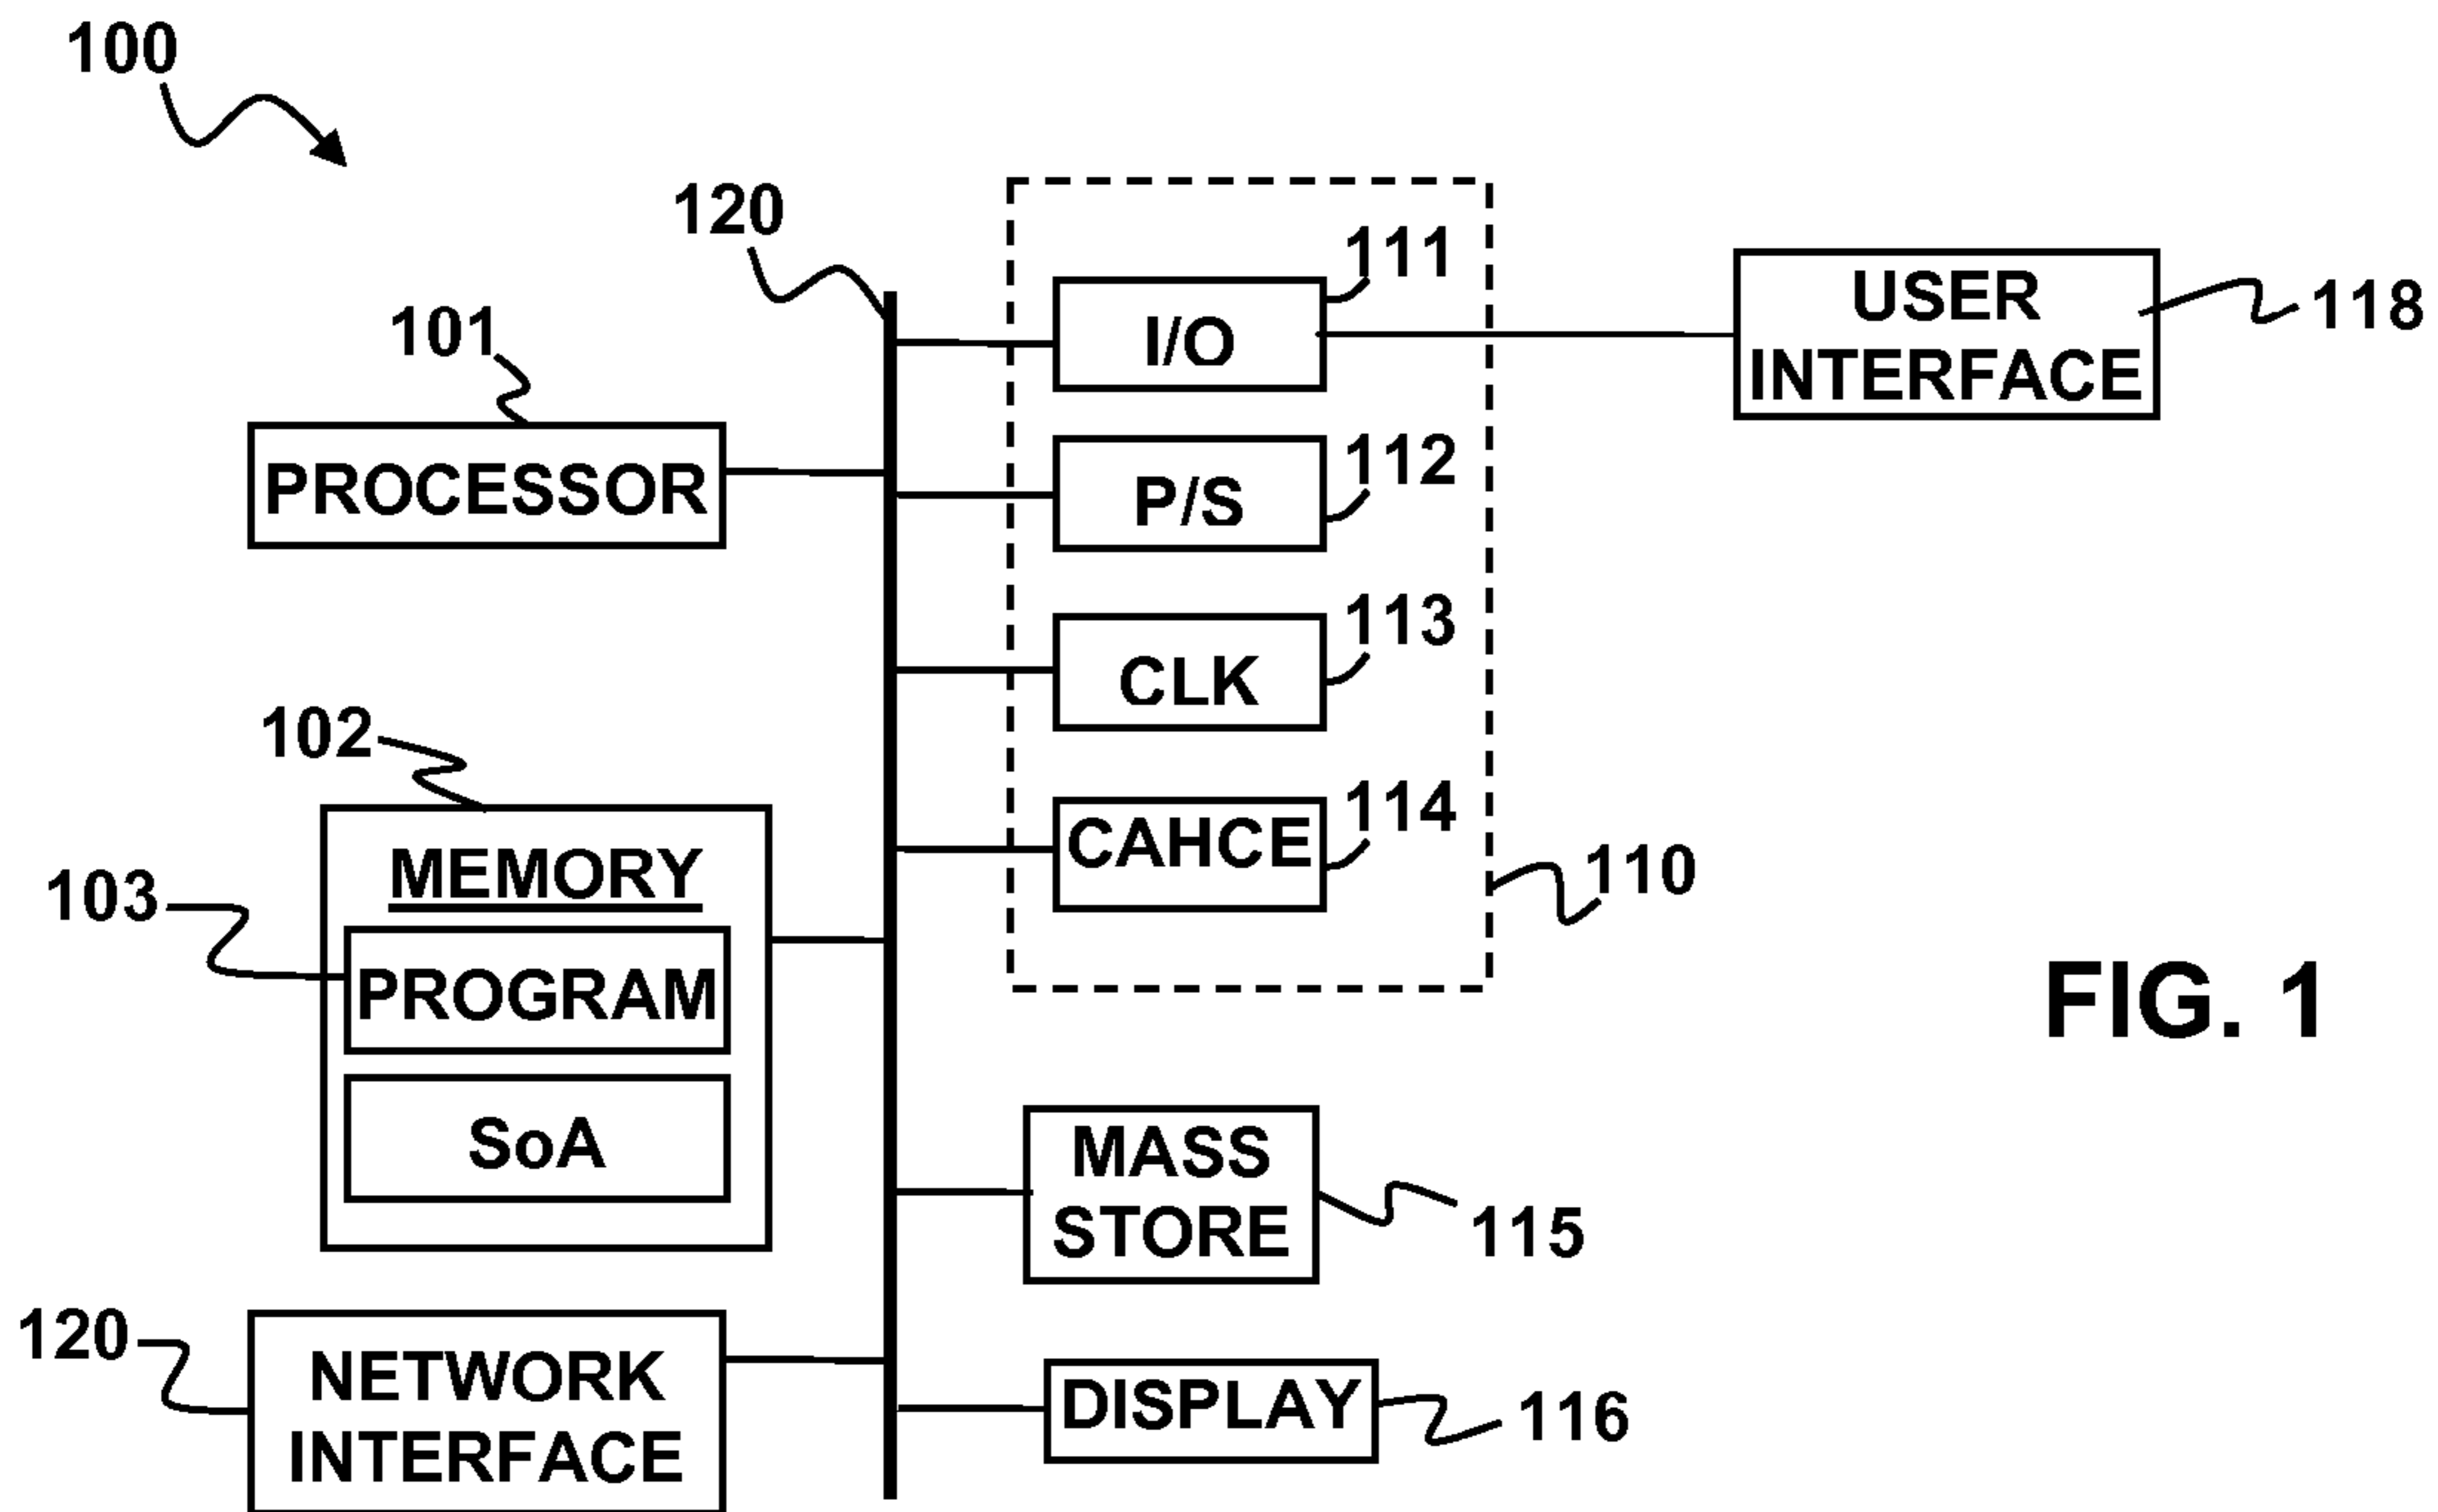 100
120
111
I/O
USER
INTERFACE
118
101
PROCESSOR
112
P/S
113
CLK
102
114
CAHCE
110
MEMORY
103
PROGRAM
SoA
FIG. 1
MASS
STORE
115
120
NETWORK
INTERFACE
DISPLAY
116